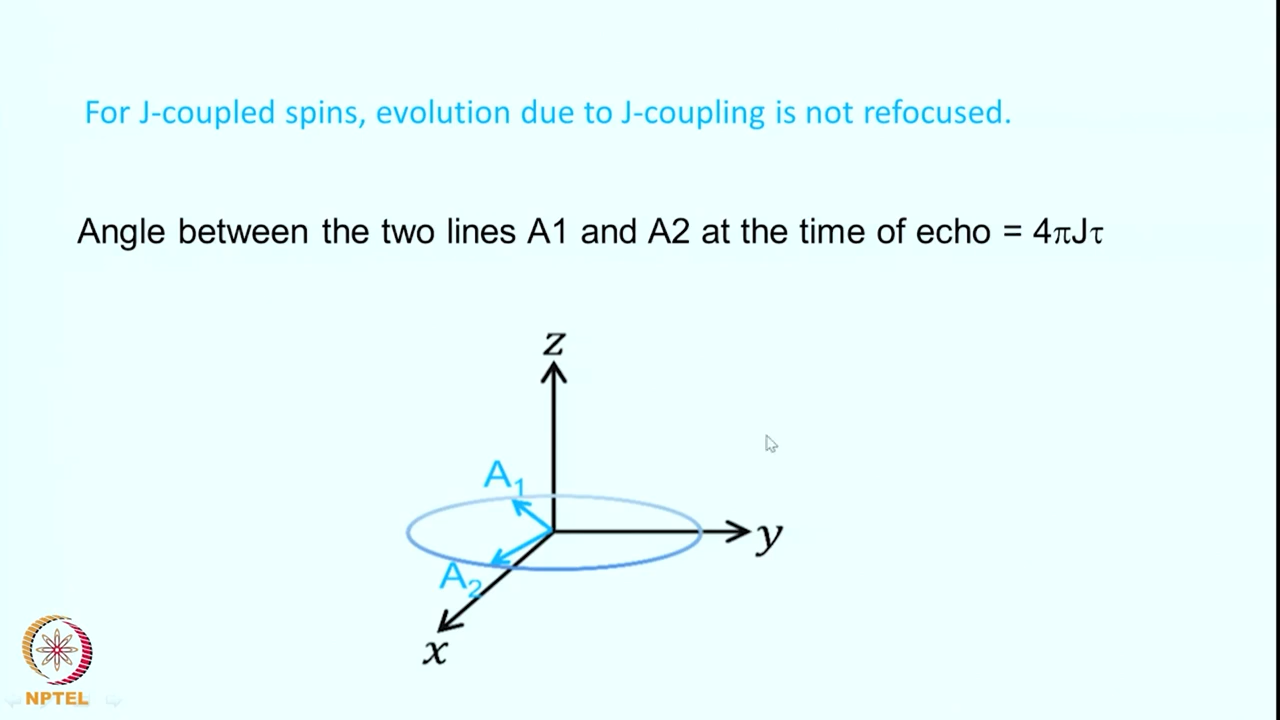 For J-coupled spins, evolution due to J-coupling is not refocused.
Angle between the two lines A1 and A2 at the time of echo = 4πJτ
z
A₁
y
A₂
x
NPTEL